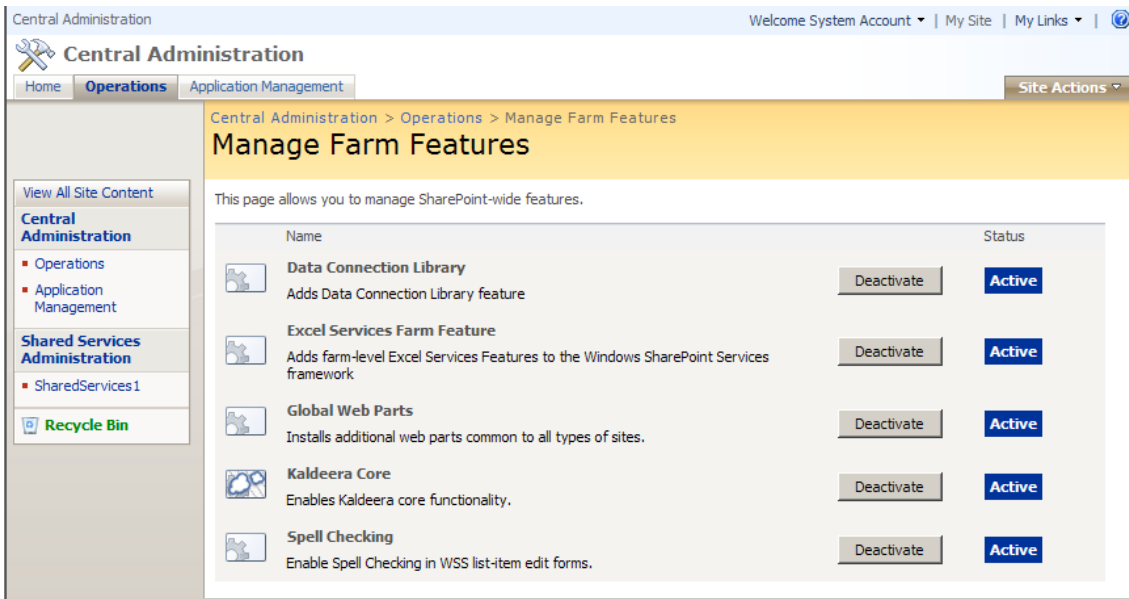 Central Administration
Welcome System Account | My Site | My Links |
Central Administration
Home Operations Application Management Site Actions
Central Administration > Operations > Manage Farm Features
Manage Farm Features
View All Site Content
Central
Administration
Operations
Application
Management
Shared Services
Administration
SharedServices1
Recycle Bin
This page allows you to manage SharePoint-wide features.
Name Status
Data Connection Library
Adds Data Connection Library feature
Deactivate Active
Excel Services Farm Feature
Adds farm-level Excel Services Features to the Windows SharePoint Services
framework
Deactivate Active
Global Web Parts
Installs additional web parts common to all types of sites.
Deactivate Active
Kaldeera Core
Enables Kaldeera core functionality.
Deactivate Active
Spell Checking
Enable Spell Checking in WSS list-item edit forms.
Deactivate Active